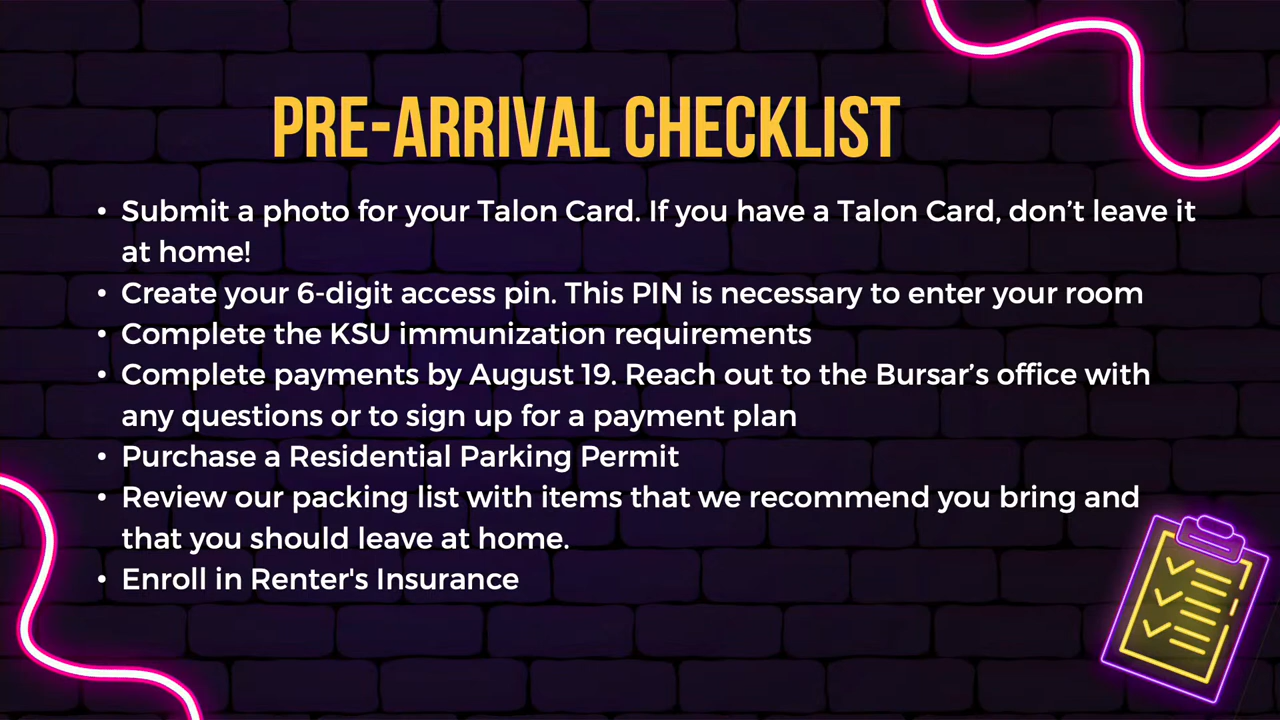 PRE-ARRIVAL CHECKLIST
• Submit a photo for your Talon Card. If you have a Talon Card, don’t leave it
at home!
• Create your 6-digit access pin. This PIN is necessary to enter your room
• Complete the KSU immunization requirements
• Complete payments by August 19. Reach out to the Bursar’s office with
any questions or to sign up for a payment plan
• Purchase a Residential Parking Permit
• Review our packing list with items that we recommend you bring and
that you should leave at home.
• Enroll in Renter's Insurance